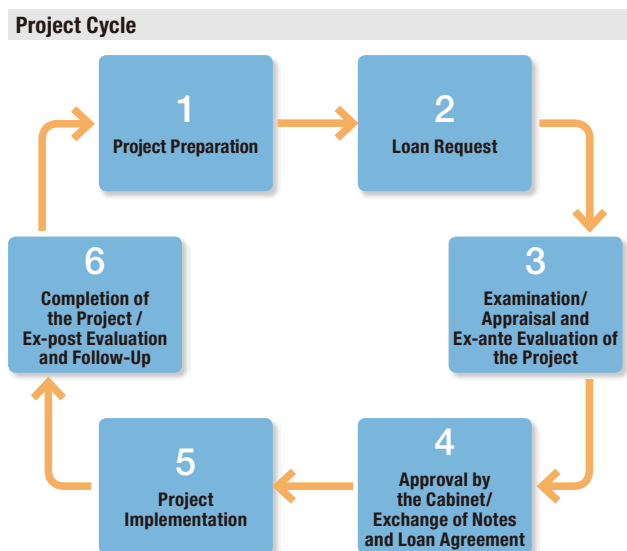 Project Cycle
1
Project Preparation
2
Loan Request
3
Examination/
Appraisal and
Ex-ante Evaluation of
the Project
4
Approval by
the Cabinet/
Exchange of Notes
and Loan Agreement
5
Project
Implementation
6
Completion of
the Project /
Ex-post Evaluation
and Follow-Up